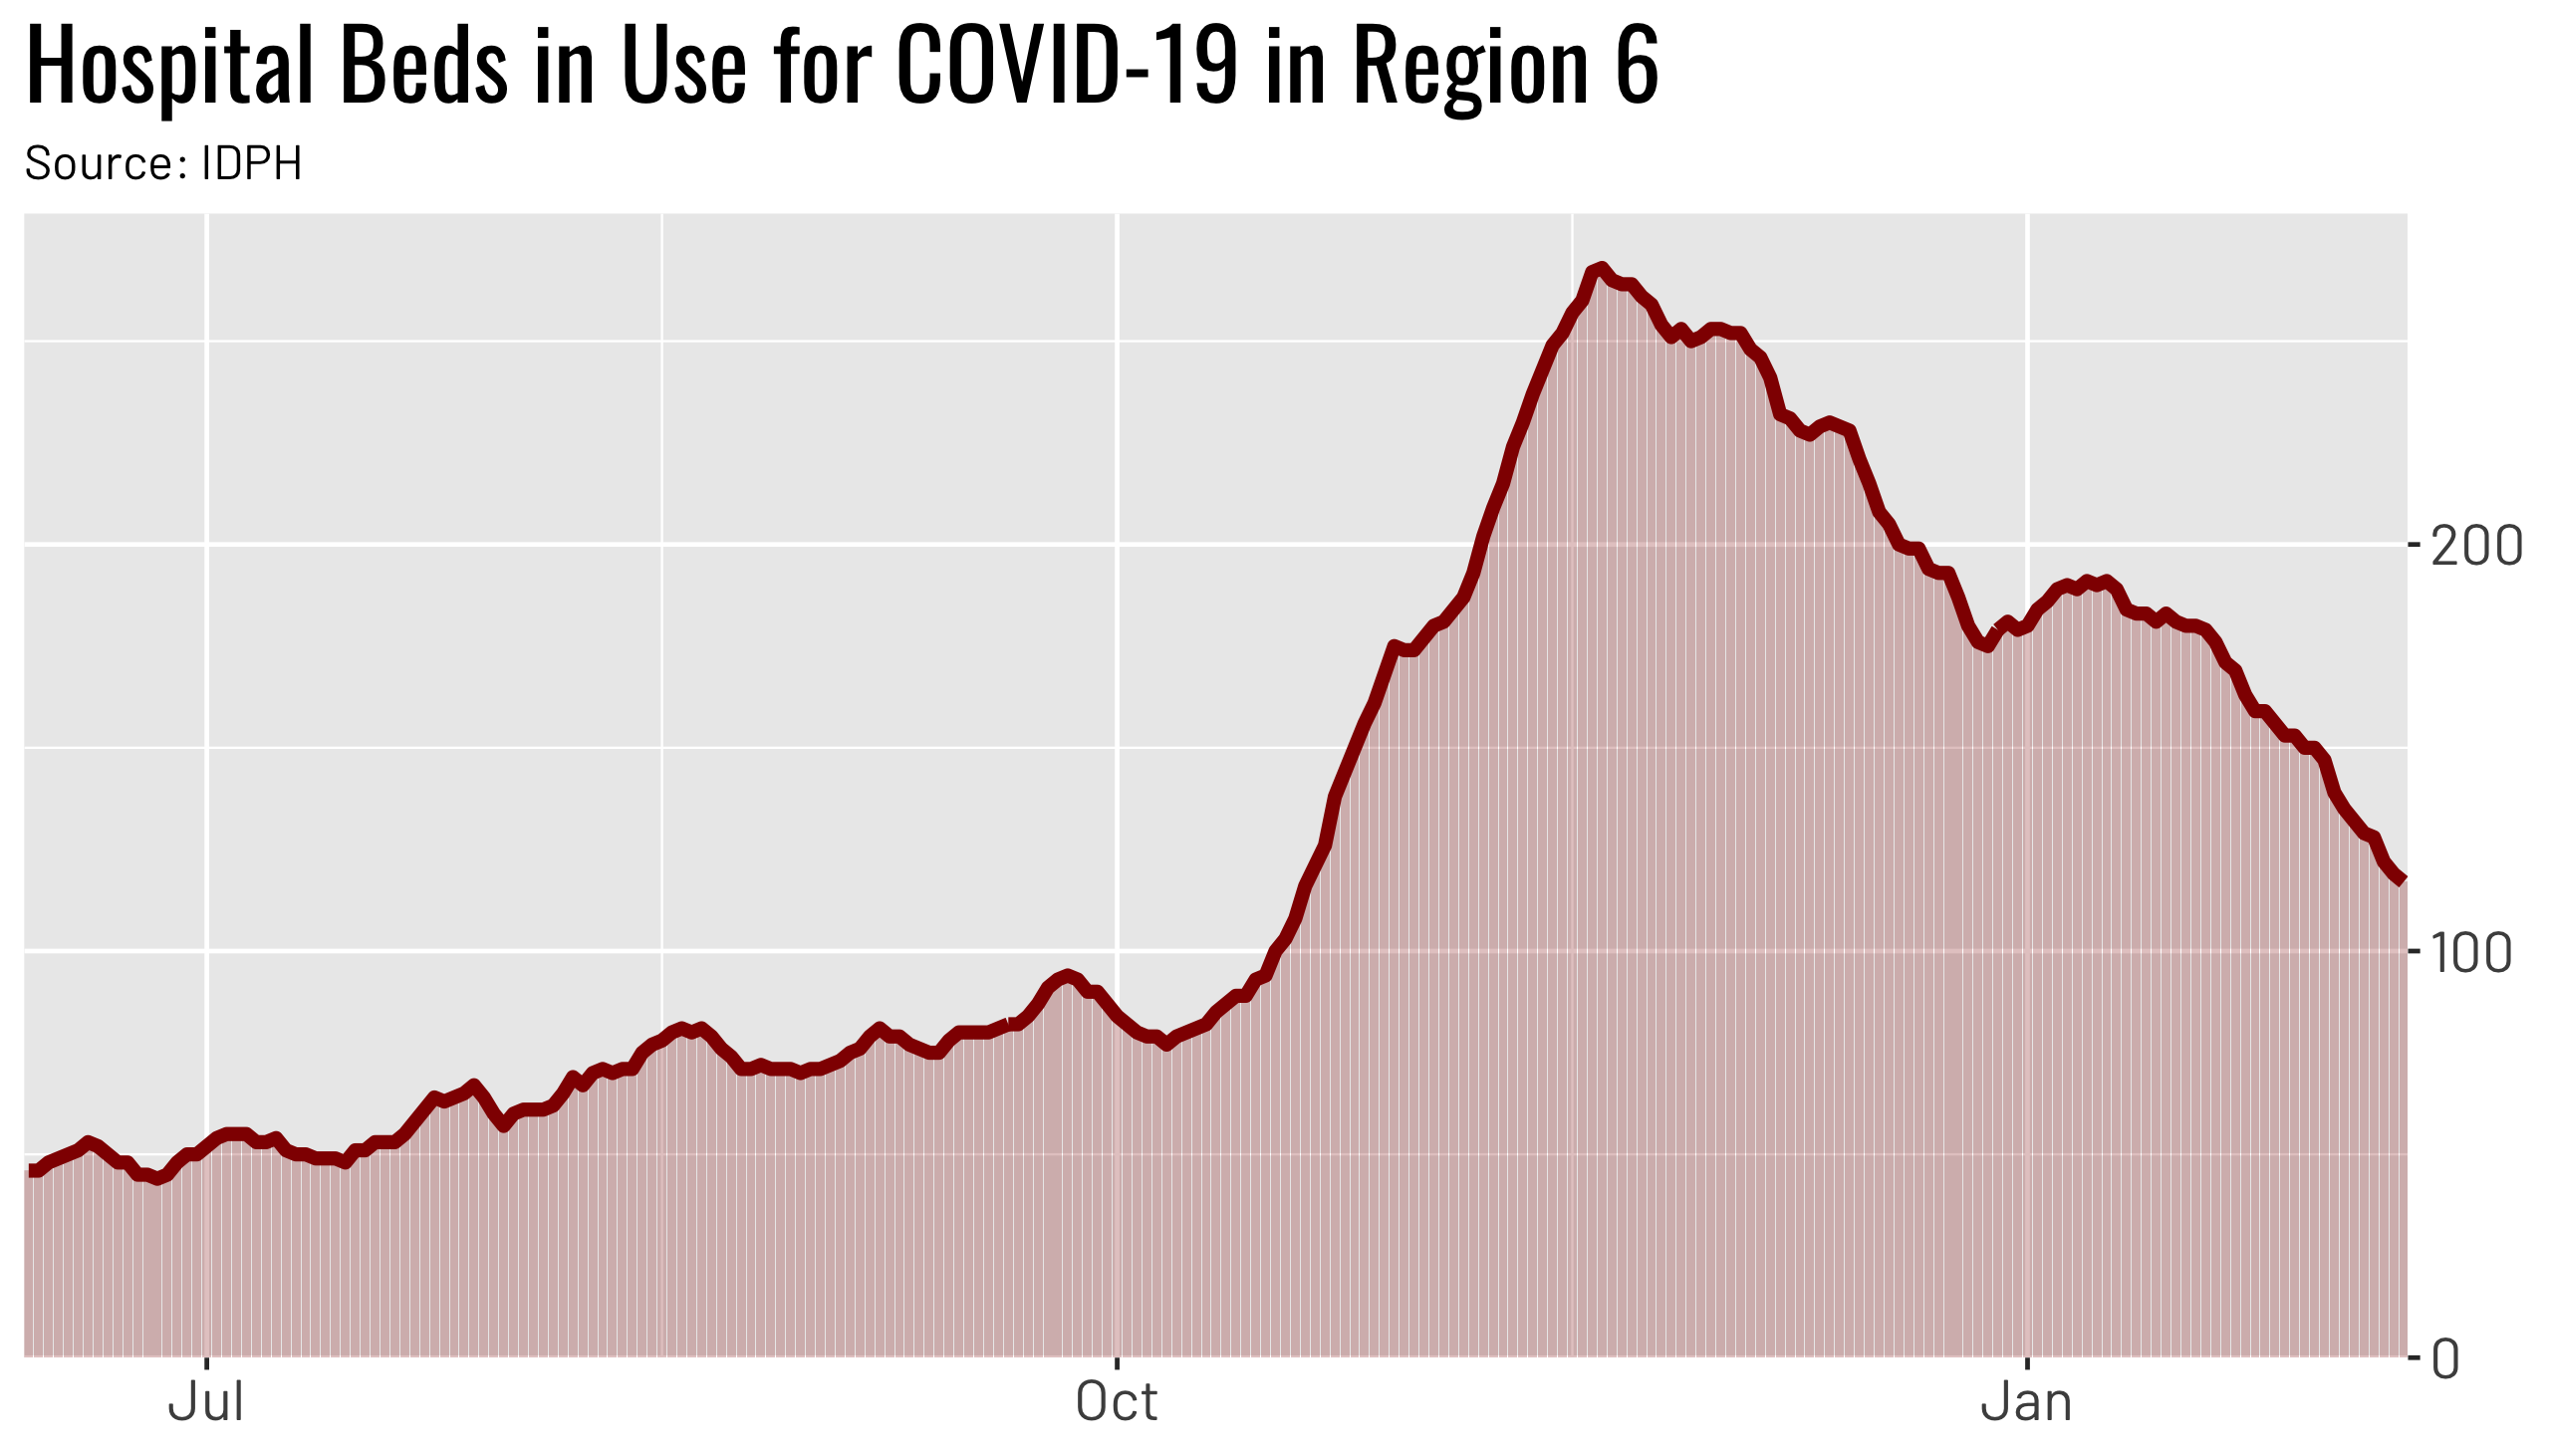 Hospital Beds in Use for COVID-19 in Region 6
Source: IDPH
200
100
0
Jul Oct Jan